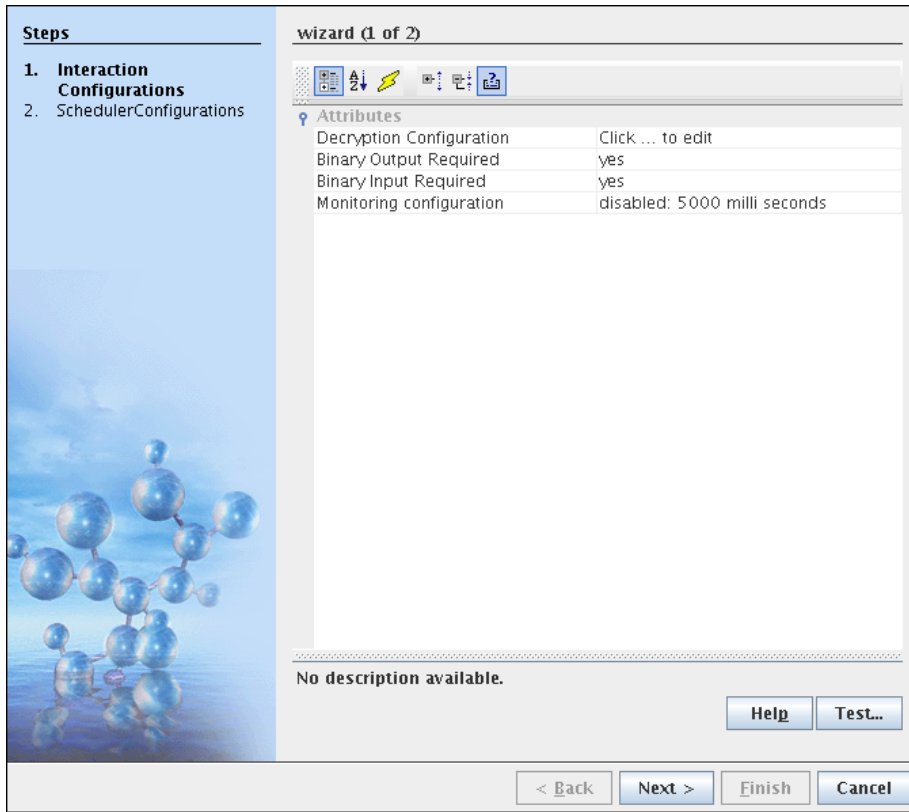 Steps
1. Interaction
Configurations
2. SchedulerConfigurations
wizard (1 of 2)
Attributes
Decryption Configuration Click ... to edit
Binary Output Required yes
Binary Input Required yes
Monitoring configuration disabled: 5000 milli seconds
No description available.
Help Test...
< Back Next > Finish Cancel